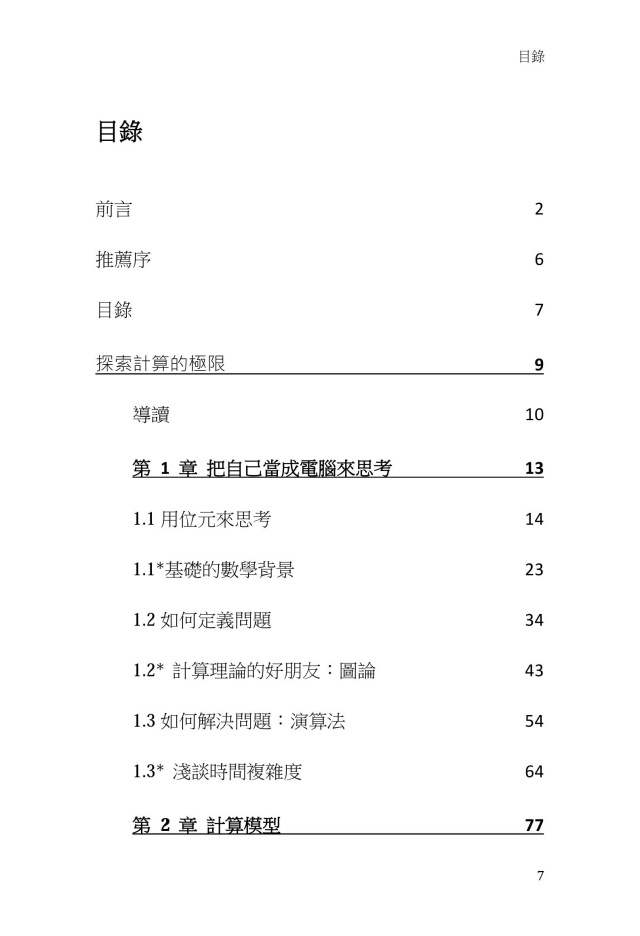 目錄
目錄
前言 2
推薦序 6
目錄 7
探索計算的極限 9
導讀 10
第 1 章 把自己當成電腦來思考 13
1.1 用位元來思考 14
1.1*基礎的數學背景 23
1.2 如何定義問題 34
1.2* 計算理論的好朋友：圖論 43
1.3 如何解決問題：演算法 54
1.3* 淺談時間複雜度 64
第 2 章 計算模型 77
7